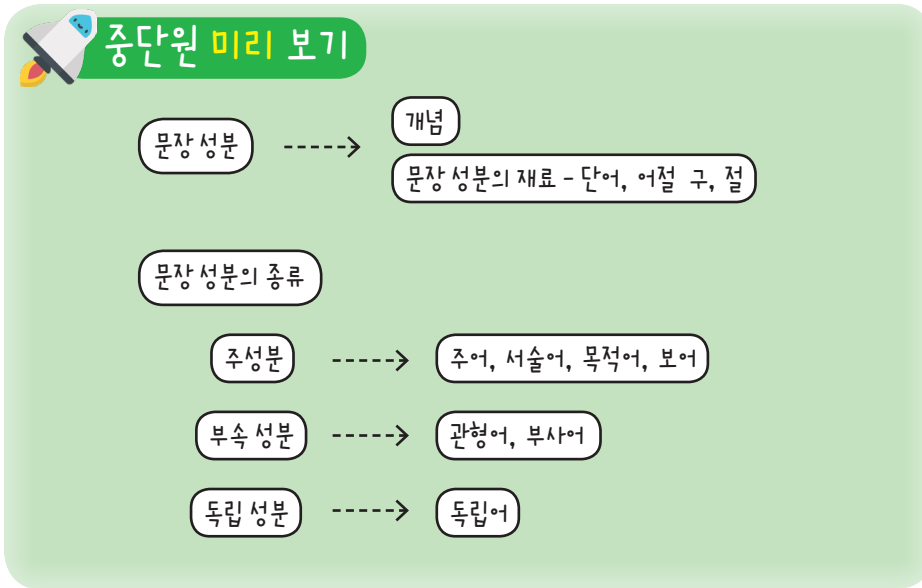 중단원 미리 보기
개념
문장 성분
문장 성분의 재료 - 단어, 어절 구, 절
문장 성분의 종류
주성분 주어, 서술어, 목적어, 보어
부속 성분 관형어, 부사어
독립 성분 독립어